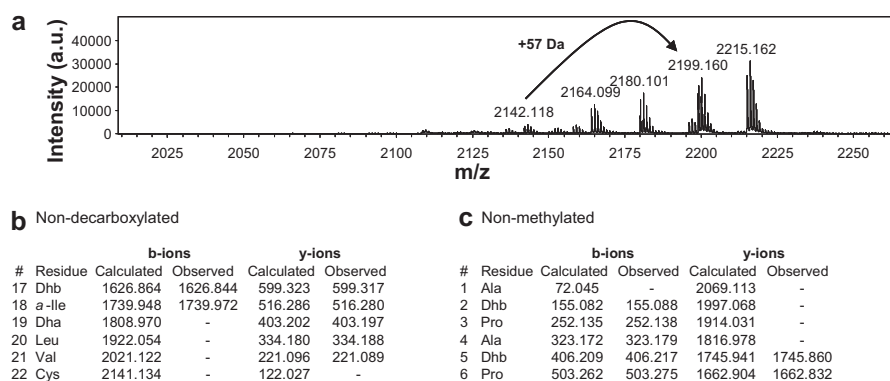 a
+57 Da
2215.162
2199.160
2180.101
2164.099
2142.118
Intensity (a.u.)
40000
30000
20000
10000
0
2025 2050 2075 2100 2125 2150 2175 2200 2225 2250
m/z
b Non-decarboxylated
b-ions y-ions
# Residue Calculated Observed Calculated Observed
17 Dhb 1626.864 1626.844 599.323 599.317
18 a-Ile 1739.948 1739.972 516.286 516.280
19 Dha 1808.970 - 403.202 403.197
20 Leu 1922.054 - 334.180 334.188
21 Val 2021.122 - 221.096 221.089
22 Cys 2141.134 - 122.027 -
c Non-methylated
b-ions y-ions
# Residue Calculated Observed Calculated Observed
1 Ala 72.045 - 2069.113 -
2 Dhb 155.082 155.088 1997.068 -
3 Pro 252.135 252.138 1914.031 -
4 Ala 323.172 323.179 1816.978 -
5 Dhb 406.209 406.217 1745.941 1745.860
6 Pro 503.262 503.275 1662.904 1662.832